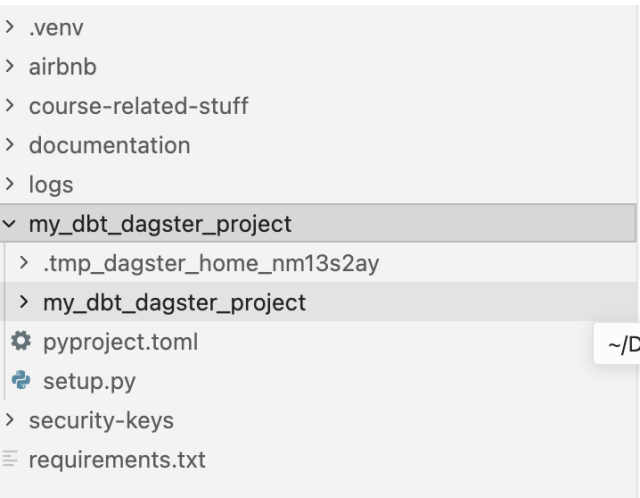 .venv
airbnb
course-related-stuff
documentation
logs
my_dbt_dagster_project
.tmp_dagster_home_nm13s2ay
my_dbt_dagster_project
~/D
pyproject.toml
setup.py
security-keys
requirements.txt